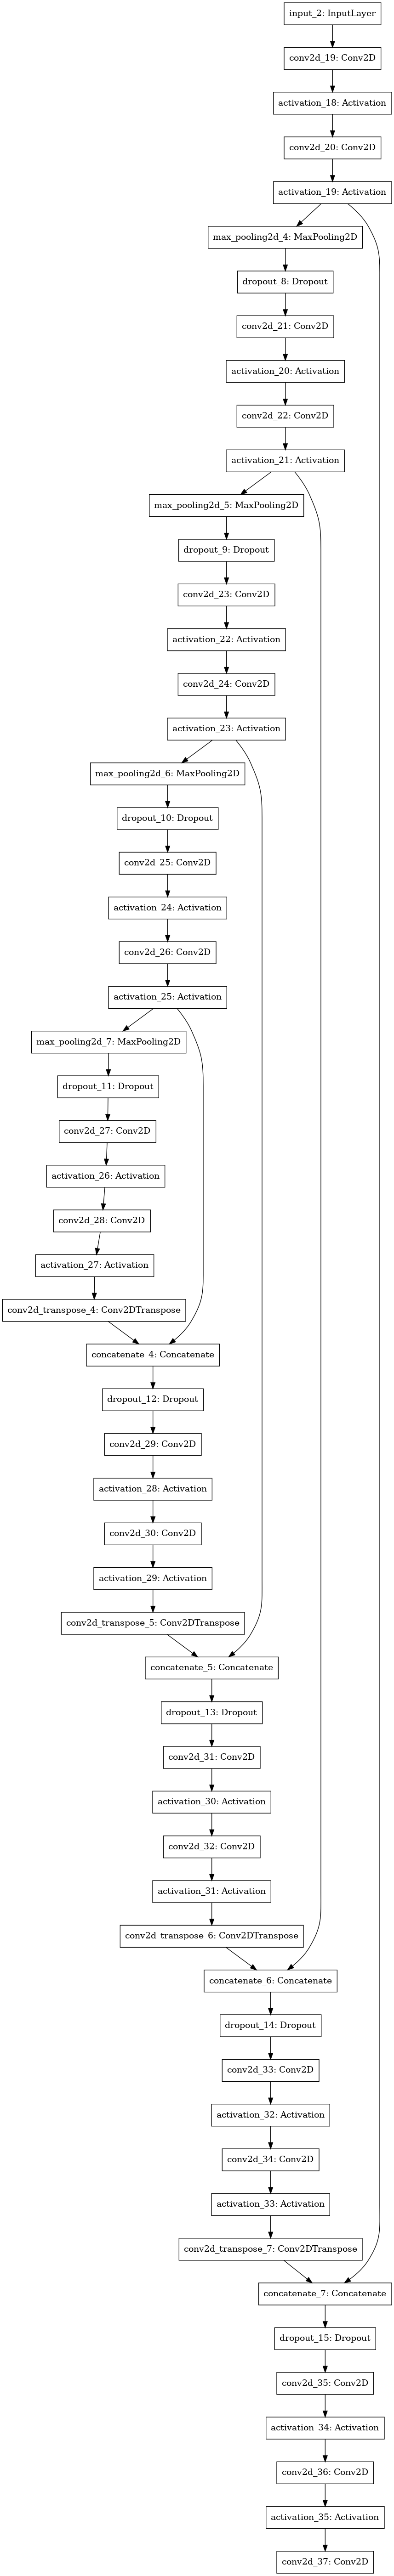 input_2: InputLayer
conv2d_19: Conv2D
activation_18: Activation
conv2d_20: Conv2D
activation_19: Activation
max_pooling2d_4: MaxPooling2D
dropout_8: Dropout
conv2d_21: Conv2D
activation_20: Activation
conv2d_22: Conv2D
activation_21: Activation
max_pooling2d_5: MaxPooling2D
dropout_9: Dropout
conv2d_23: Conv2D
activation_22: Activation
conv2d_24: Conv2D
activation_23: Activation
max_pooling2d_6: MaxPooling2D
dropout_10: Dropout
conv2d_25: Conv2D
activation_24: Activation
conv2d_26: Conv2D
activation_25: Activation
max_pooling2d_7: MaxPooling2D
dropout_11: Dropout
conv2d_27: Conv2D
activation_26: Activation
conv2d_28: Conv2D
activation_27: Activation
conv2d_transpose_4: Conv2DTranspose
concatenate_4: Concatenate
dropout_12: Dropout
conv2d_29: Conv2D
activation_28: Activation
conv2d_30: Conv2D
activation_29: Activation
conv2d_transpose_5: Conv2DTranspose
concatenate_5: Concatenate
dropout_13: Dropout
conv2d_31: Conv2D
activation_30: Activation
conv2d_32: Conv2D
activation_31: Activation
conv2d_transpose_6: Conv2DTranspose
concatenate_6: Concatenate
dropout_14: Dropout
conv2d_33: Conv2D
activation_32: Activation
conv2d_34: Conv2D
activation_33: Activation
conv2d_transpose_7: Conv2DTranspose
concatenate_7: Concatenate
dropout_15: Dropout
conv2d_35: Conv2D
activation_34: Activation
conv2d_36: Conv2D
activation_35: Activation
conv2d_37: Conv2D